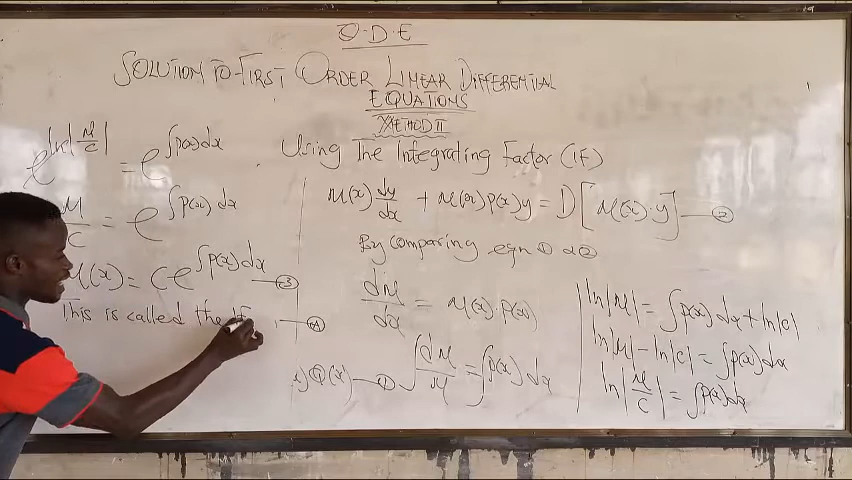 O.D.E
SOLUTION TO FIRST ORDER LINEAR DIFFERENTIAL
EQUATIONS
METHOD II
Using The Integrating Factor (IF)
e^{ln|M/C|} = e^{∫p(x)dx}
M/C = e^{∫p(x)dx}
M(x) = Ce^{∫p(x)dx} — ③
This is called the IF
— ④
M(x) dy/dx + M(x)p(x)y = D[M(x)·y] — ②
By comparing eqn ① & ②
dM/dx = M(x)·p(x)
x)Q(x) — ①
∫dM/M = ∫p(x)dx
ln|M| = ∫p(x)dx + ln|c|
ln|M| - ln|c| = ∫p(x)dx
ln|M/C| = ∫p(x)dx